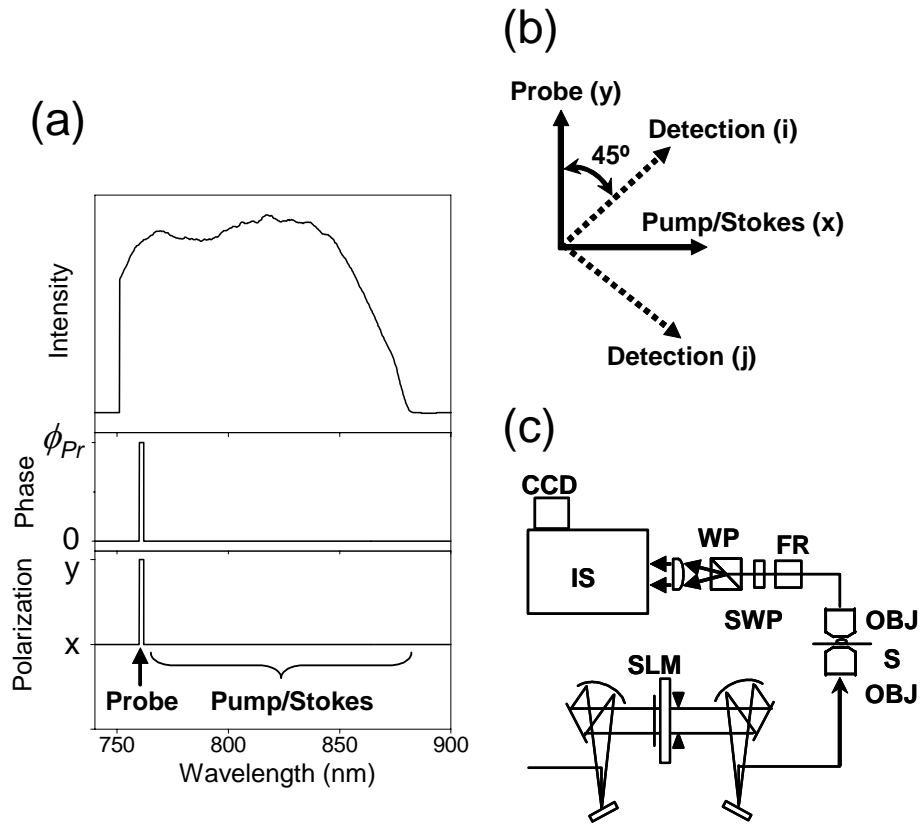 (a)
Intensity
Phase
ϕPr
0
Polarization
y
x
Probe
Pump/Stokes
750
800
850
900
Wavelength (nm)
(b)
Probe (y)
Detection (i)
45º
Pump/Stokes (x)
Detection (j)
(c)
CCD
WP
FR
IS
SWP
OBJ
S
OBJ
SLM